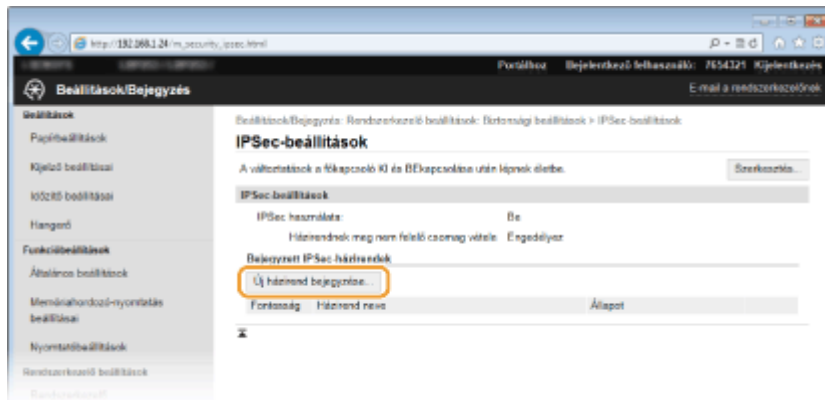 http://192.168.1.24/m_security_ipsec.html
Portálhoz Bejelentkező felhasználó: 7654321 Kijelentkezés
Beállítások/Bejegyzés
E-mail a rendszerkezelőnek
Beállítások
Beállítások/Bejegyzés: Rendszerkezelő beállítások: Biztonsági beállítások > IPSec-beállítások
Papírbeállítások
IPSec-beállítások
Kijelző beállításai
A változtatások a főkapcsoló KI és BEkapcsolása után lépnek életbe.
Szerkesztés...
Időzítő beállításai
IPSec-beállítások
Hangerő
IPSec használata: Be
Házirendnek meg nem felelő csomag vétele: Engedélyez
Funkcióbeállítások
Bejegyzett IPSec-házirendek
Általános beállítások
Új házirend bejegyzése...
Memóriahordozó-nyomtatás beállításai
Fontosság Házirend neve Állapot
Nyomtatóbeállítások
Rendszerkezelő beállítások